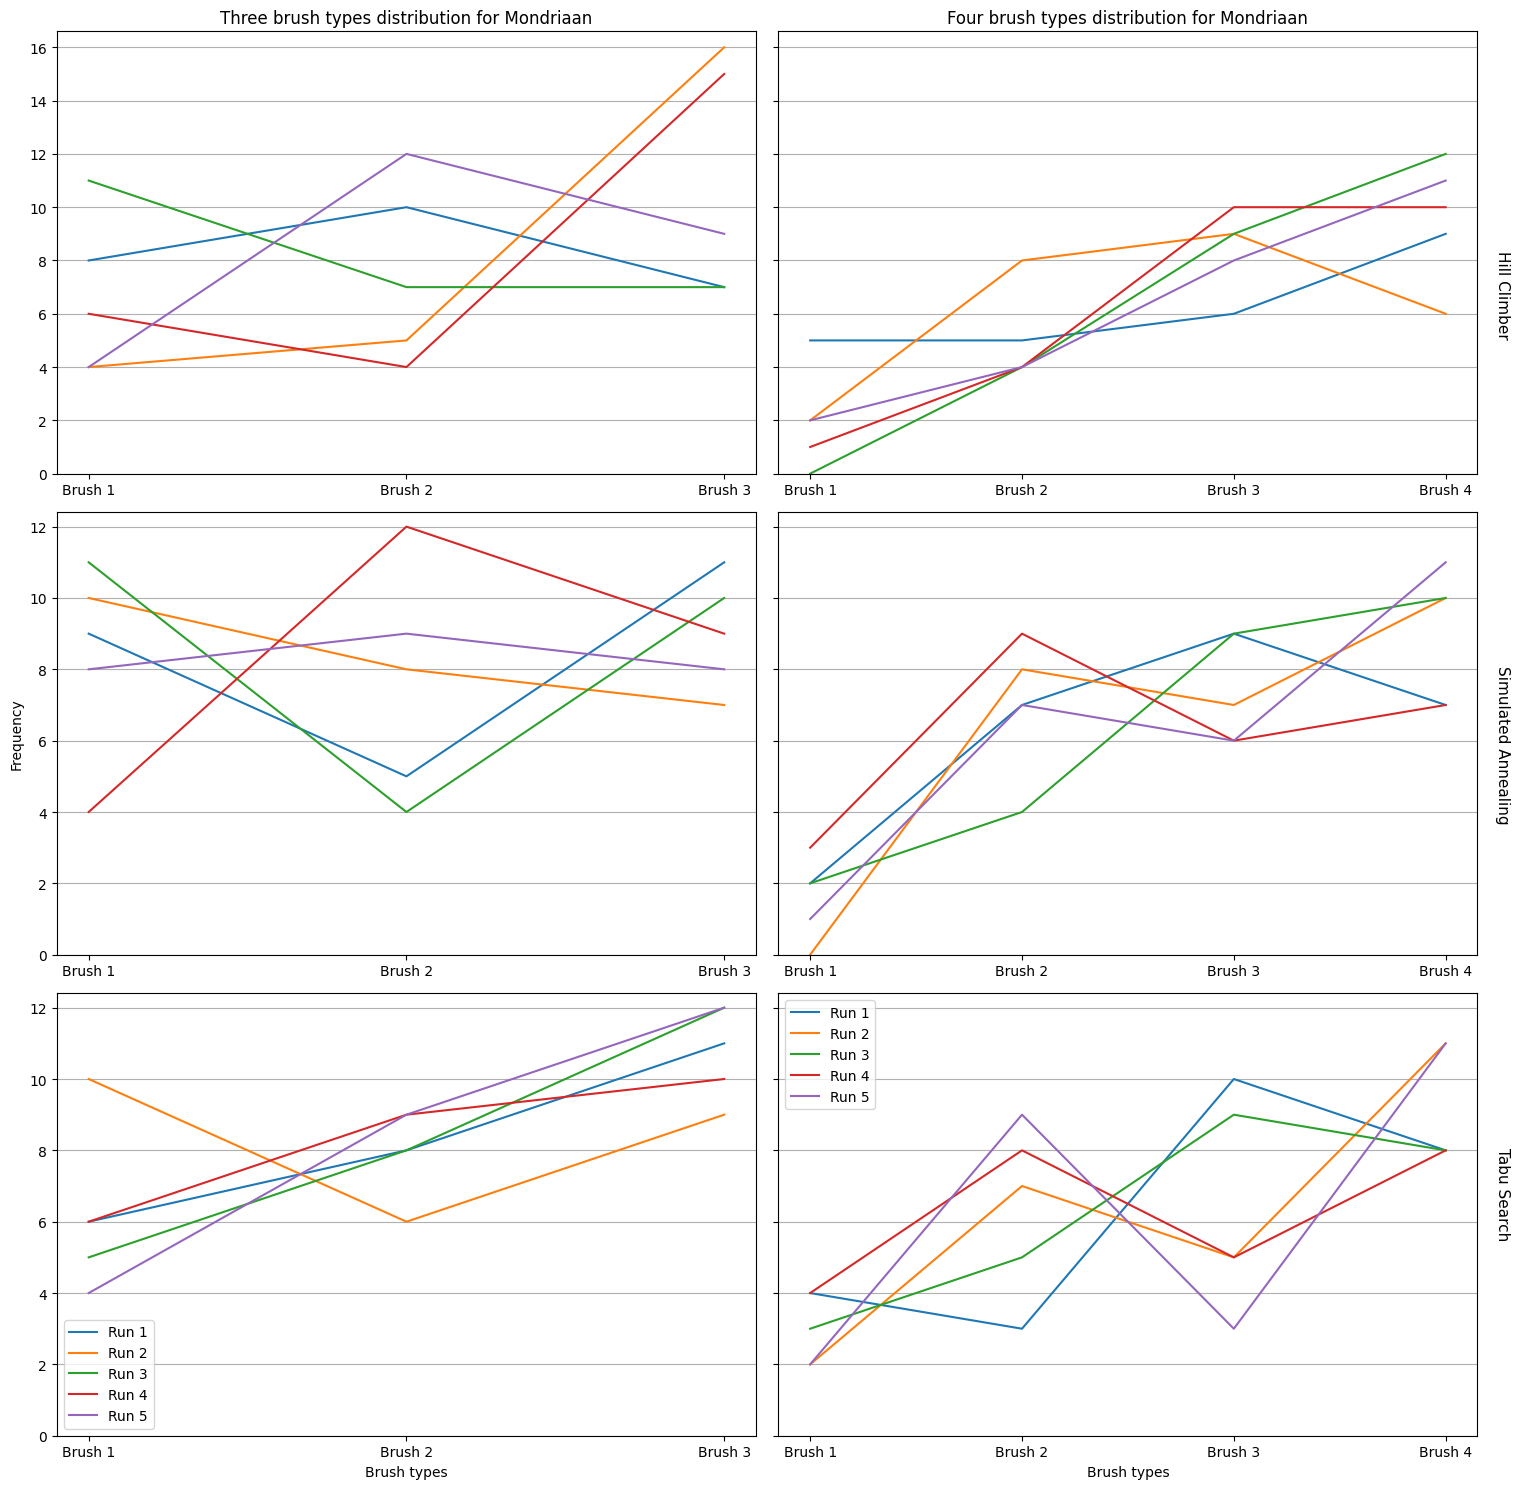 Three brush types distribution for Mondriaan
Four brush types distribution for Mondriaan
16
14
12
10
8
6
4
2
0
Brush 1
Brush 2
Brush 3
Brush 1
Brush 2
Brush 3
Brush 4
Hill Climber
Frequency
12
10
8
6
4
2
0
Brush 1
Brush 2
Brush 3
Brush 1
Brush 2
Brush 3
Brush 4
Simulated Annealing
12
10
8
6
4
2
0
Run 1
Run 2
Run 3
Run 4
Run 5
Brush 1
Brush 2
Brush 3
Brush types
Run 1
Run 2
Run 3
Run 4
Run 5
Brush 1
Brush 2
Brush 3
Brush 4
Brush types
Tabu Search